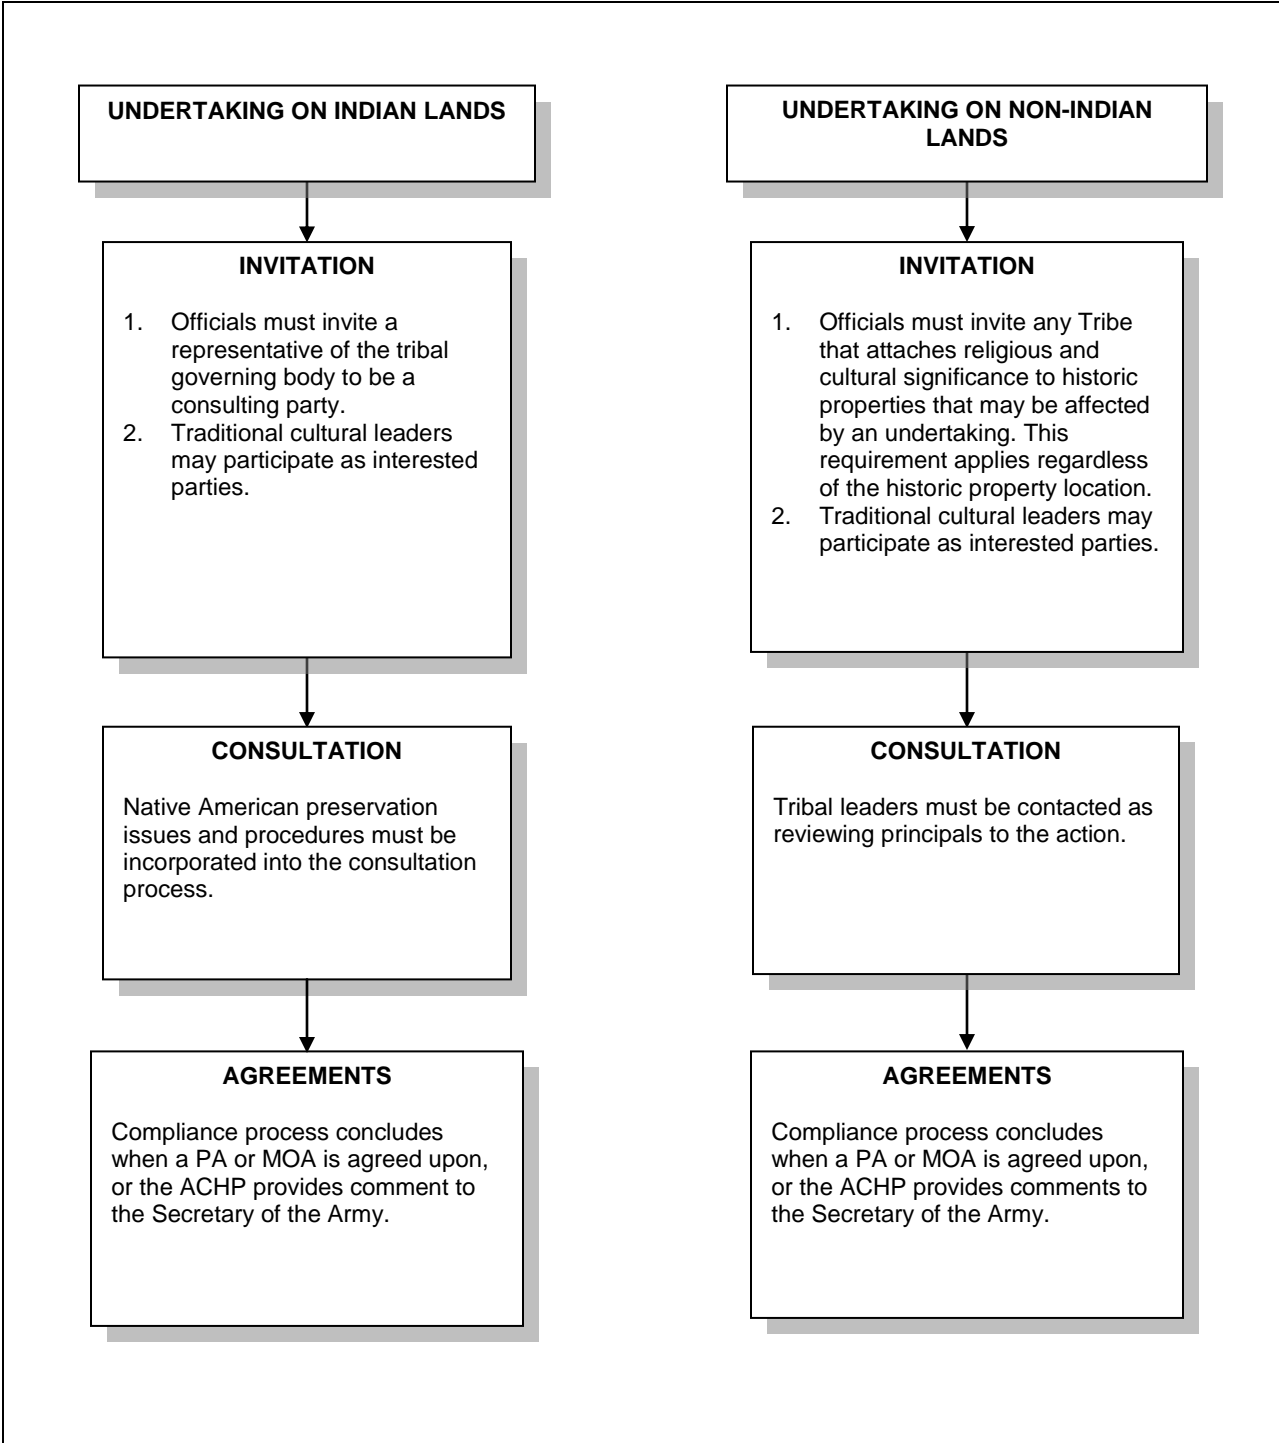 UNDERTAKING ON INDIAN LANDS
INVITATION
1. Officials must invite a
representative of the tribal
governing body to be a
consulting party.
2. Traditional cultural leaders
may participate as interested
parties.
CONSULTATION
Native American preservation
issues and procedures must be
incorporated into the consultation
process.
AGREEMENTS
Compliance process concludes
when a PA or MOA is agreed upon,
or the ACHP provides comment to
the Secretary of the Army.
UNDERTAKING ON NON-INDIAN
LANDS
INVITATION
1. Officials must invite any Tribe
that attaches religious and
cultural significance to historic
properties that may be affected
by an undertaking. This
requirement applies regardless
of the historic property location.
2. Traditional cultural leaders may
participate as interested parties.
CONSULTATION
Tribal leaders must be contacted as
reviewing principals to the action.
AGREEMENTS
Compliance process concludes
when a PA or MOA is agreed upon,
or the ACHP provides comments to
the Secretary of the Army.